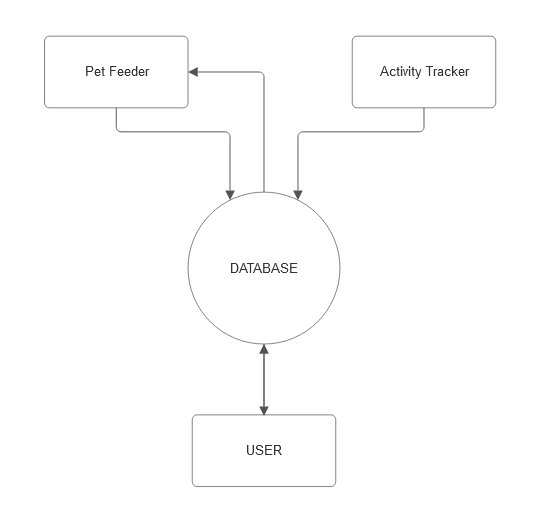 Pet Feeder
Activity Tracker
DATABASE
USER